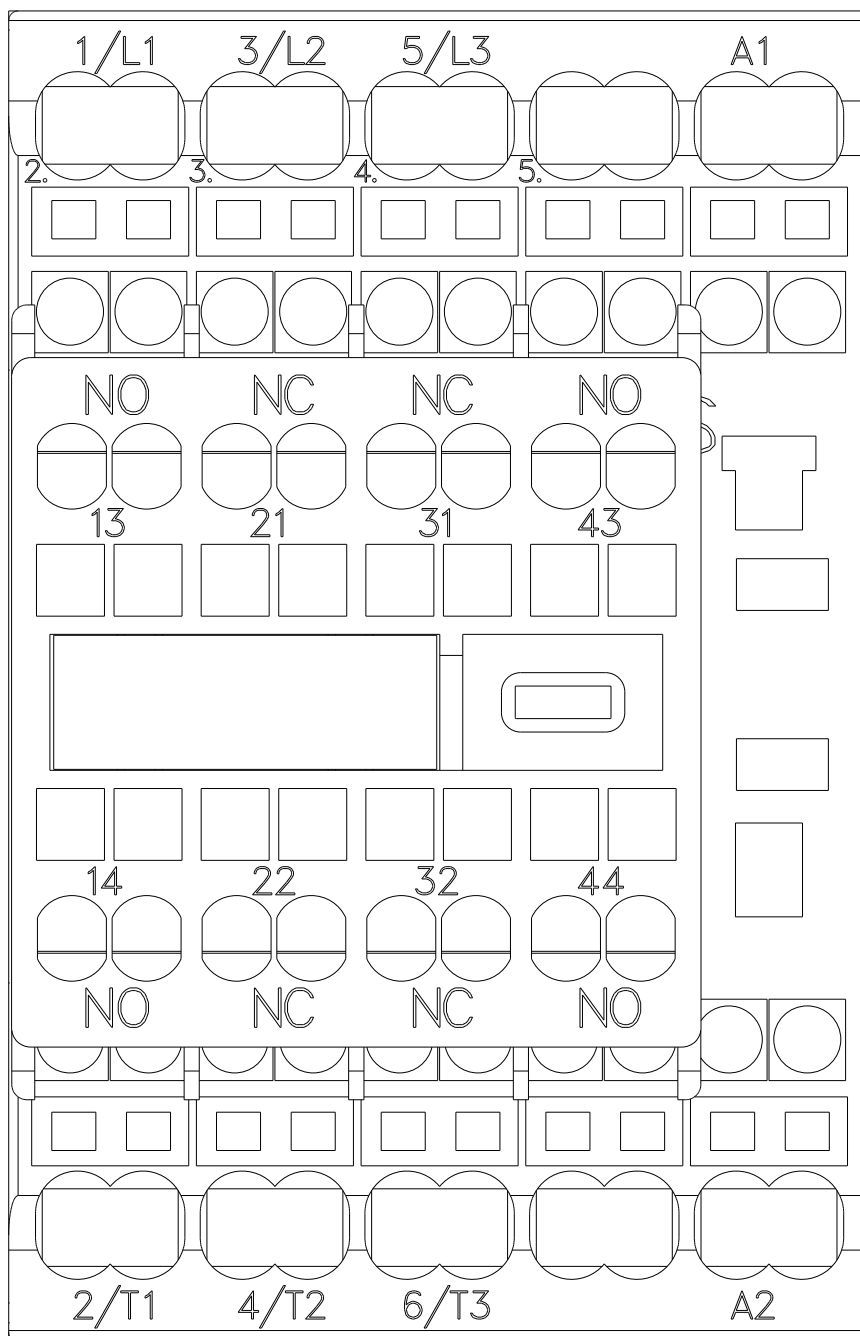 1/L1 3/L2 5/L3 A1
2. 3. 4. 5.
NO NC NC NO
13 21 31 43
14 22 32 44
NO NC NC NO
2/T1 4/T2 6/T3 A2